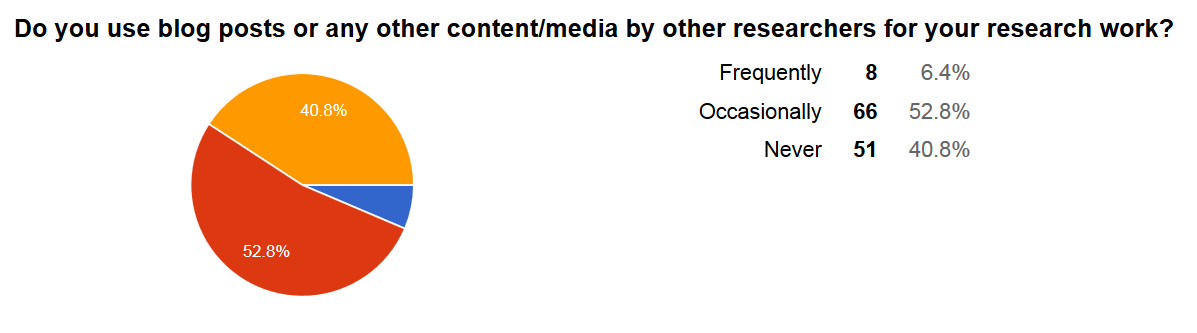 Do you use blog posts or any other content/media by other researchers for your research work?
Frequently 8 6.4%
Occasionally 66 52.8%
Never 51 40.8%
40.8%
52.8%